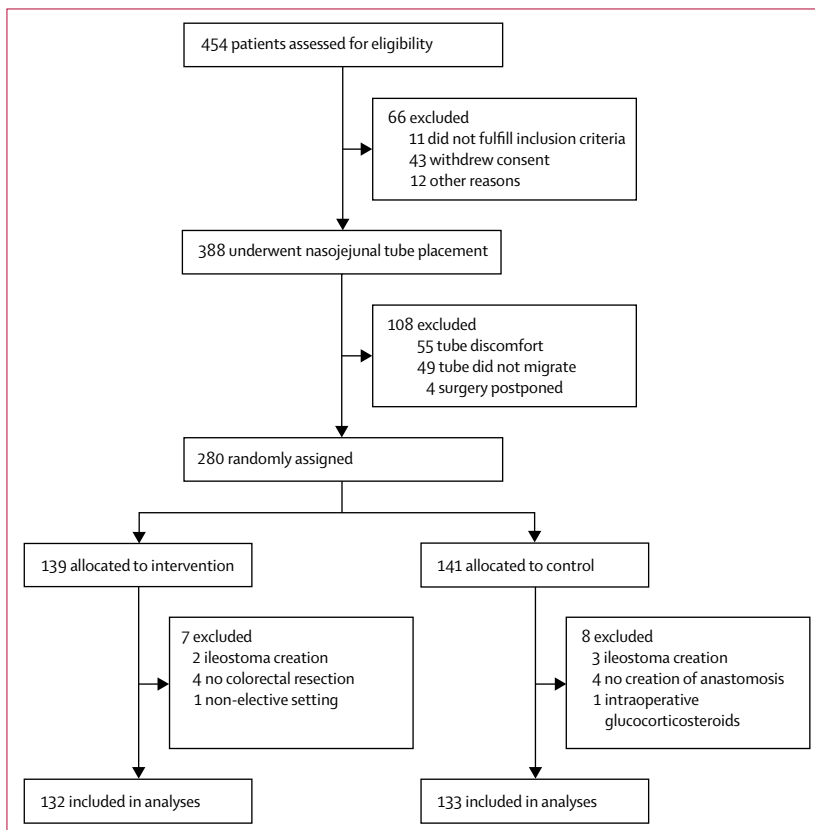 454 patients assessed for eligibility
66 excluded
11 did not fulfill inclusion criteria
43 withdrew consent
12 other reasons
388 underwent nasojejunal tube placement
108 excluded
55 tube discomfort
49 tube did not migrate
4 surgery postponed
280 randomly assigned
139 allocated to intervention
141 allocated to control
7 excluded
2 ileostoma creation
4 no colorectal resection
1 non-elective setting
8 excluded
3 ileostoma creation
4 no creation of anastomosis
1 intraoperative
glucocorticosteroids
132 included in analyses
133 included in analyses